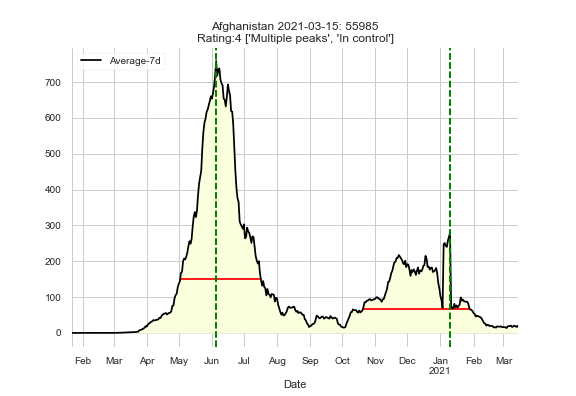 Afghanistan 2021-03-15: 55985
Rating:4 ['Multiple peaks', 'In control']
Average-7d
700
600
500
400
300
200
100
0
Feb Mar Apr May Jun Jul Aug Sep Oct Nov Dec Jan Feb Mar
2021
Date